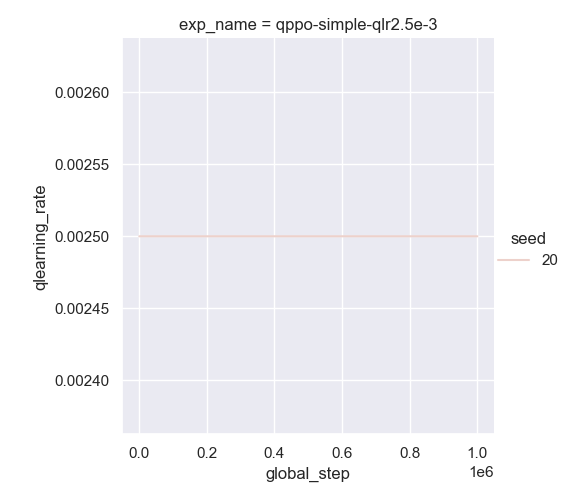 exp_name = qppo-simple-qlr2.5e-3
0.00260
0.00255
0.00250
0.00245
0.00240
qlearning_rate
seed
20
0.0 0.2 0.4 0.6 0.8 1.0
1e6
global_step